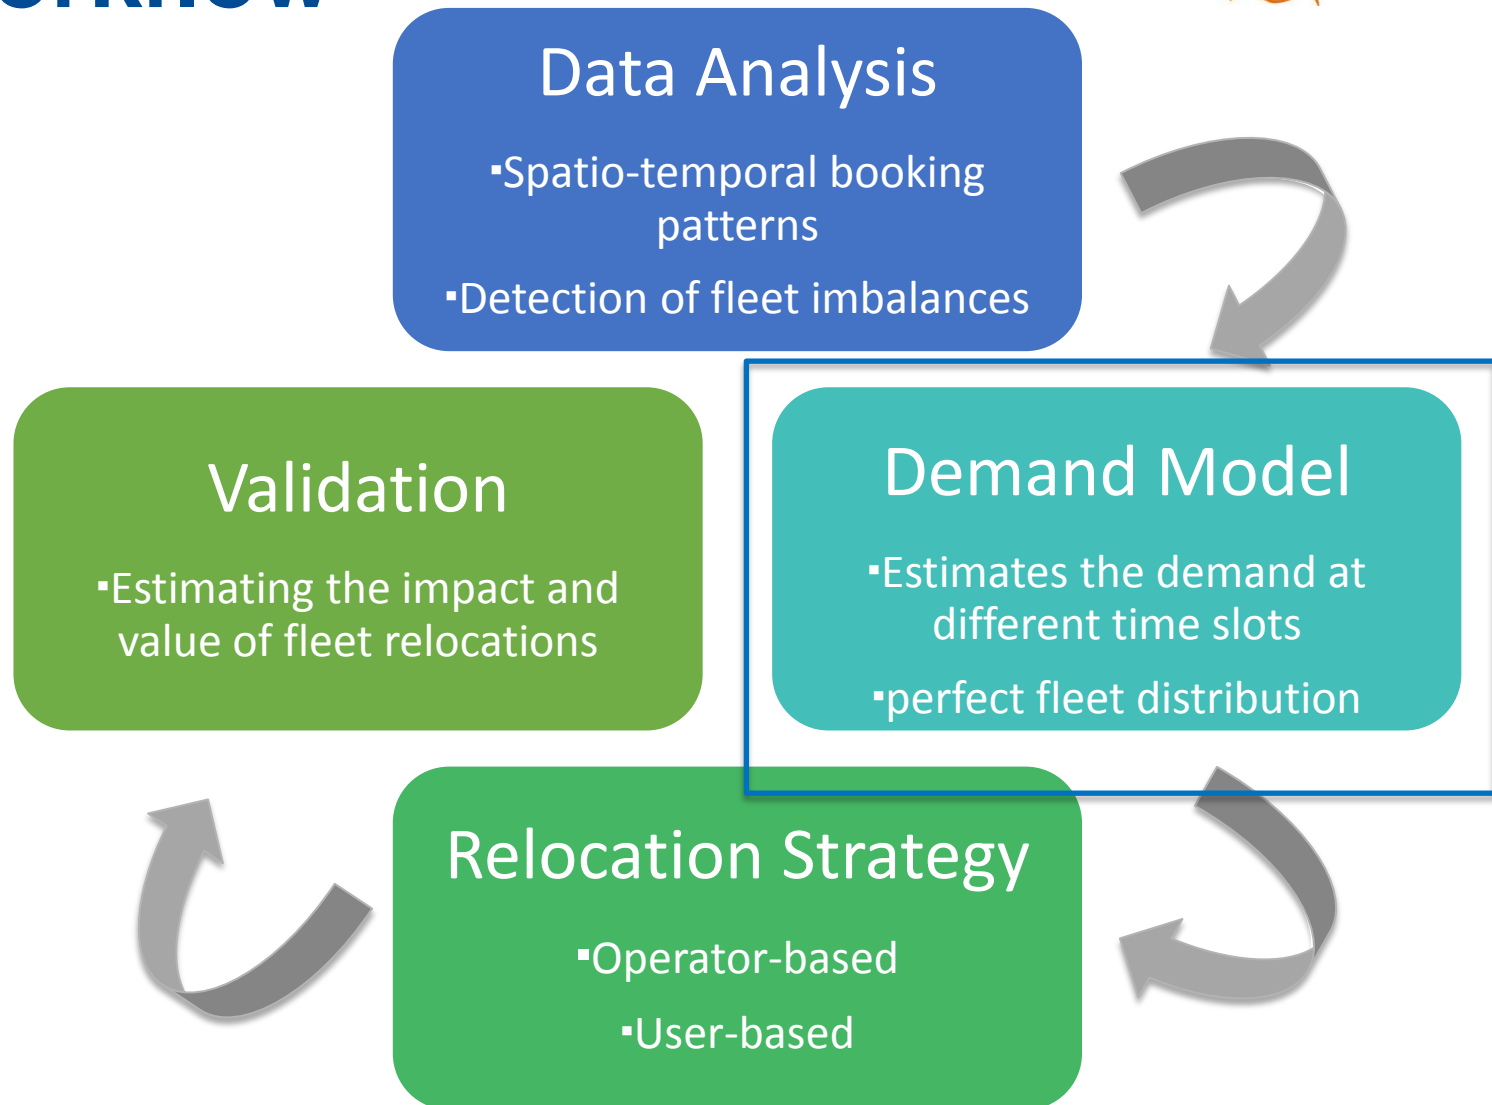 Data Analysis
▪Spatio-temporal booking
patterns
▪Detection of fleet imbalances
Validation
▪Estimating the impact and
value of fleet relocations
Demand Model
▪Estimates the demand at
different time slots
▪perfect fleet distribution
Relocation Strategy
▪Operator-based
▪User-based